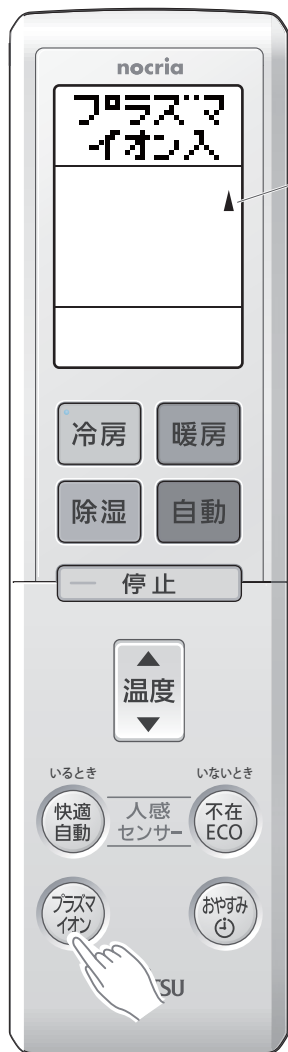 nocria
プラズマ
イオン入
冷房
暖房
除湿
自動
停止
温度
いるとき
いないとき
快適
自動
人感
センサー
不在
ECO
プラズマ
イオン
おやすみ